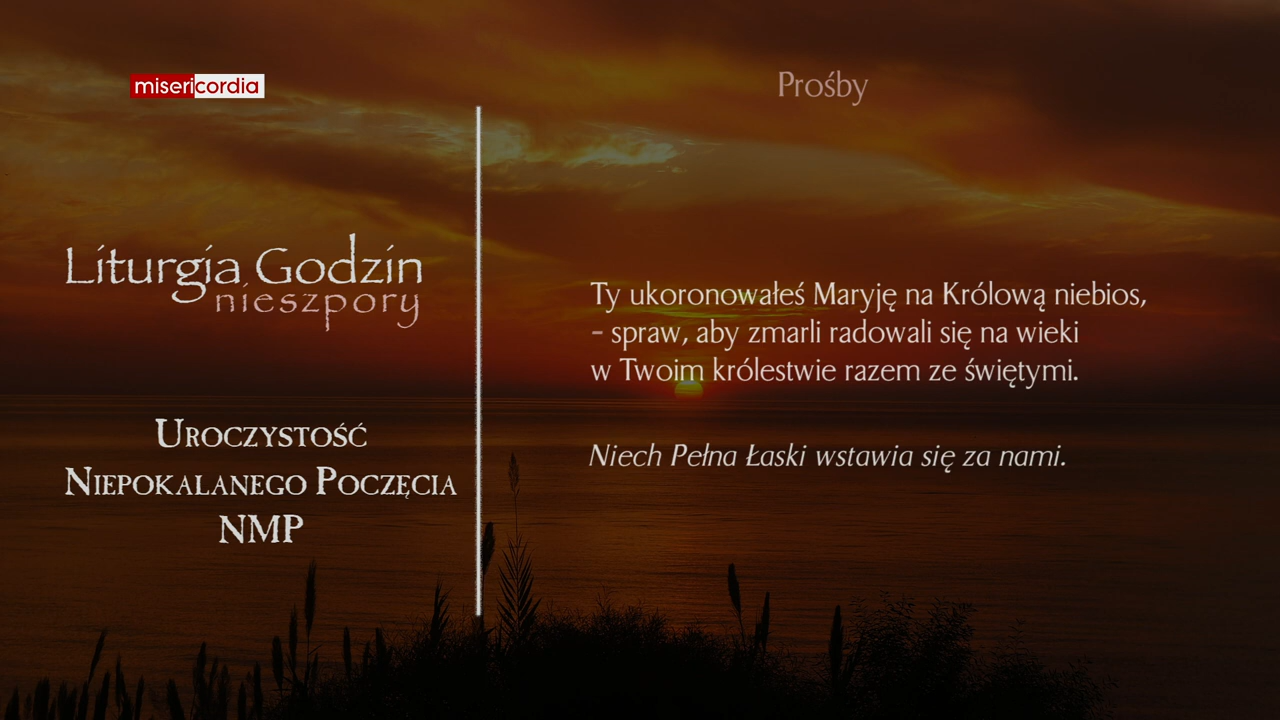 misericordia
Prośby
Liturgia Godzin
nieszpory
Uroczystość
Niepokalanego Poczęcia
NMP
Ty ukoronowałeś Maryję na Królową niebios,
- spraw, aby zmarli radowali się na wieki
w Twoim królestwie razem ze świętymi.
Niech Pełna Łaski wstawia się za nami.